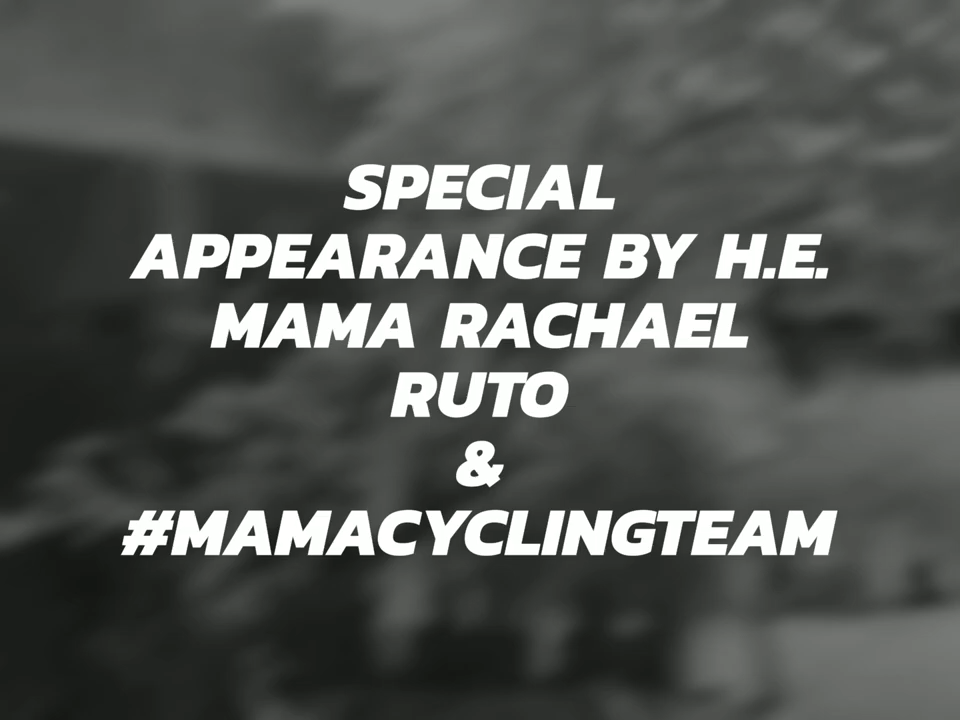 SPECIAL
APPEARANCE BY H.E.
MAMA RACHAEL
RUTO
&
#MAMACYCLINGTEAM